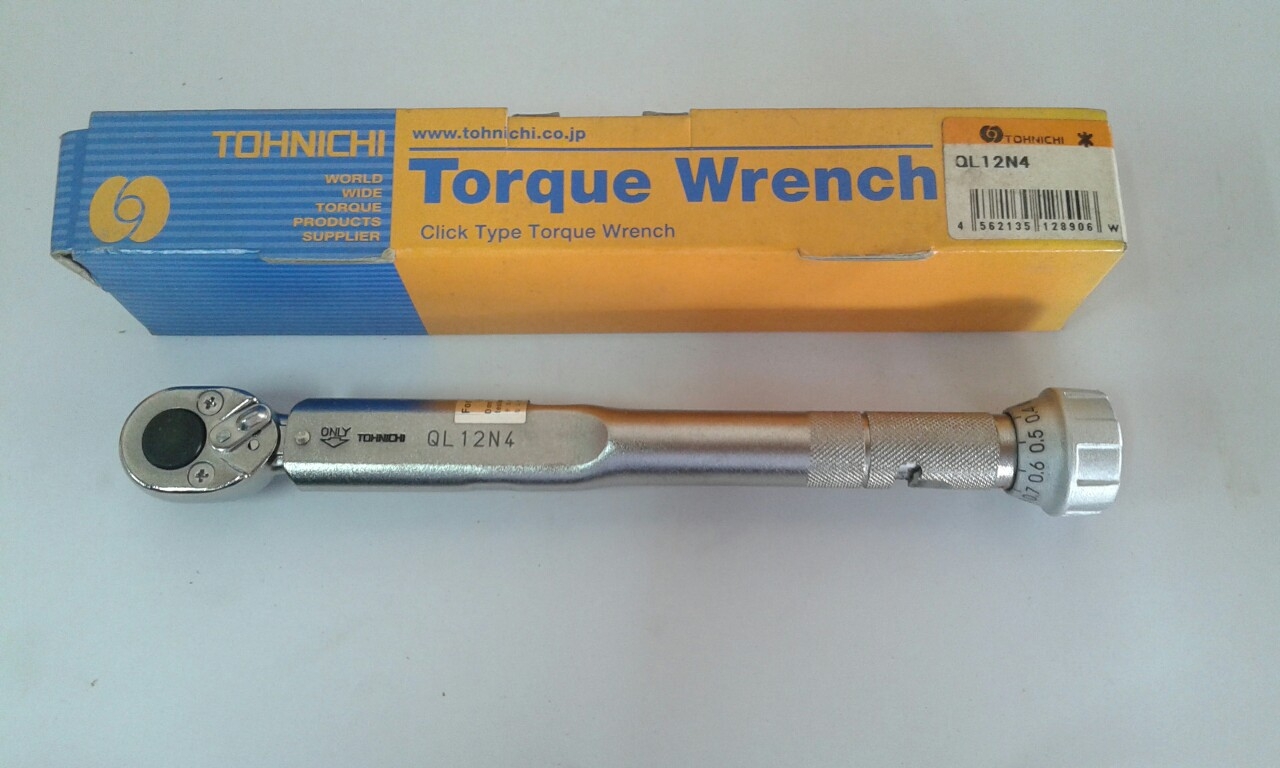 TOHNICHI
WORLD
WIDE
TORQUE
PRODUCTS
SUPPLIER
www.tohnichi.co.jp
Torque Wrench
Click Type Torque Wrench
TOHNICHI *
QL12N4
4 562135 128906 W
ONLY TOHNICHI QL12N4
0.4
0.5
0.6
0.7